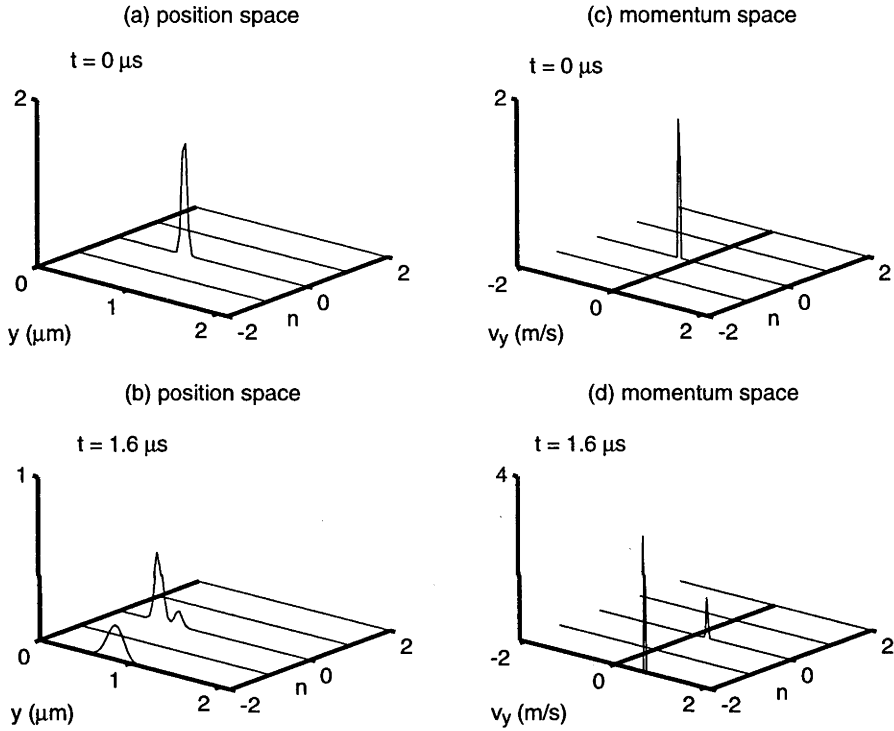 (a) position space
t = 0 μs
2
0
1
2
-2
0
2
y (μm)
n
(c) momentum space
t = 0 μs
2
-2
0
2
-2
0
2
v_y (m/s)
n
(b) position space
t = 1.6 μs
1
0
1
2
-2
0
2
y (μm)
n
(d) momentum space
t = 1.6 μs
4
-2
0
2
-2
0
2
v_y (m/s)
n